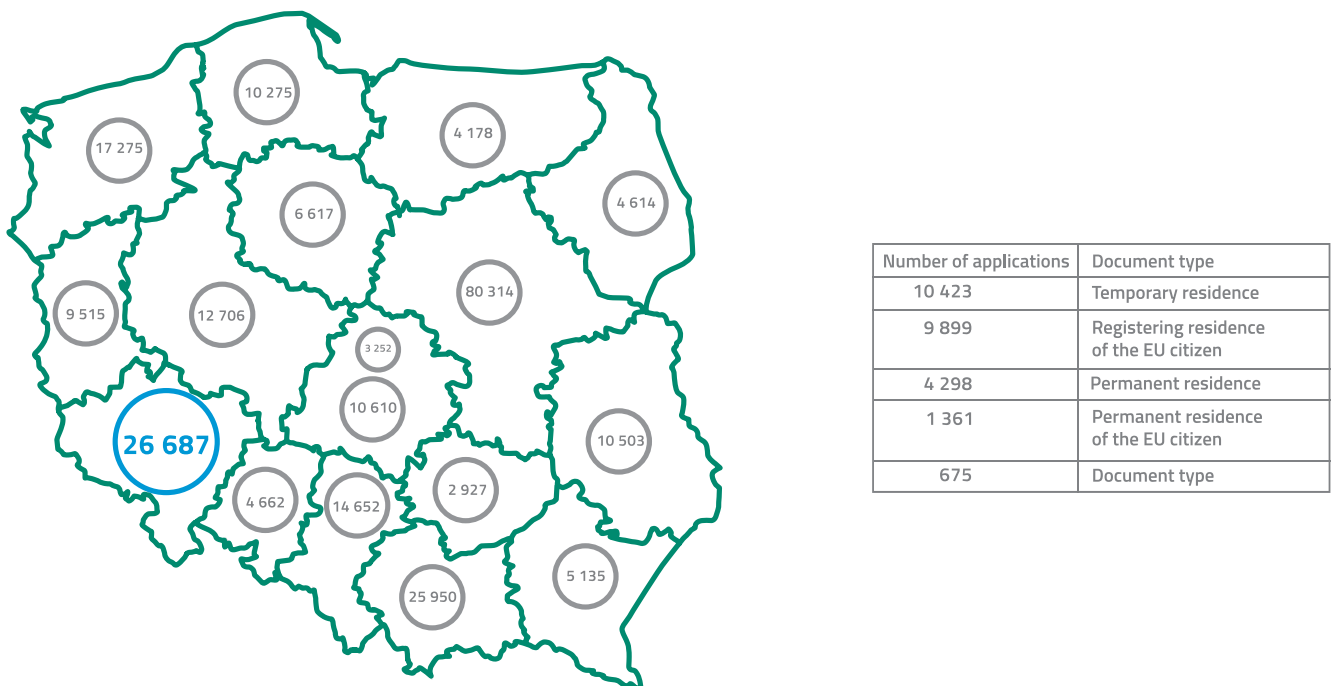 10 275
4 178
17 275
4 614
6 617
80 314
9 515
12 706
3 252
10 610
10 503
26 687
4 662
14 652
2 927
5 135
25 950
Number of applications Document type
10 423 Temporary residence
9 899 Registering residence
of the EU citizen
4 298 Permanent residence
1 361 Permanent residence
of the EU citizen
675 Document type